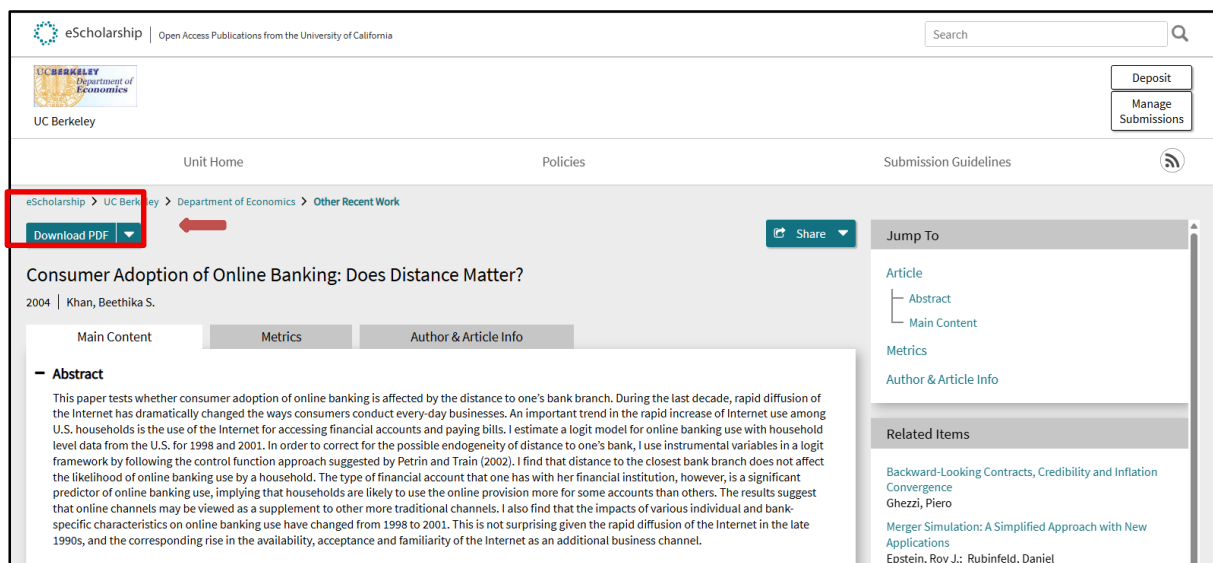 eScholarship | Open Access Publications from the University of California
Search
UC BERKELEY
Department of
Economics
UC Berkeley
Deposit
Manage
Submissions
Unit Home
Policies
Submission Guidelines
eScholarship > UC Berkeley > Department of Economics > Other Recent Work
Download PDF
Share
Consumer Adoption of Online Banking: Does Distance Matter?
2004 | Khan, Beethika S.
Main Content
Metrics
Author & Article Info
− Abstract
This paper tests whether consumer adoption of online banking is affected by the distance to one's bank branch. During the last decade, rapid diffusion of
the Internet has dramatically changed the ways consumers conduct every-day businesses. An important trend in the rapid increase of Internet use among
U.S. households is the use of the Internet for accessing financial accounts and paying bills. I estimate a logit model for online banking use with household
level data from the U.S. for 1998 and 2001. In order to correct for the possible endogeneity of distance to one's bank, I use instrumental variables in a logit
framework by following the control function approach suggested by Petrin and Train (2002). I find that distance to the closest bank branch does not affect
the likelihood of online banking use by a household. The type of financial account that one has with her financial institution, however, is a significant
predictor of online banking use, implying that households are likely to use the online provision more for some accounts than others. The results suggest
that online channels may be viewed as a supplement to other more traditional channels. I also find that the impacts of various individual and bank-
specific characteristics on online banking use have changed from 1998 to 2001. This is not surprising given the rapid diffusion of the Internet in the late
1990s, and the corresponding rise in the availability, acceptance and familiarity of the Internet as an additional business channel.
Jump To
Article
Abstract
Main Content
Metrics
Author & Article Info
Related Items
Backward-Looking Contracts, Credibility and Inflation
Convergence
Ghezzi, Piero
Merger Simulation: A Simplified Approach with New
Applications
Epstein, Roy J.; Rubinfeld, Daniel